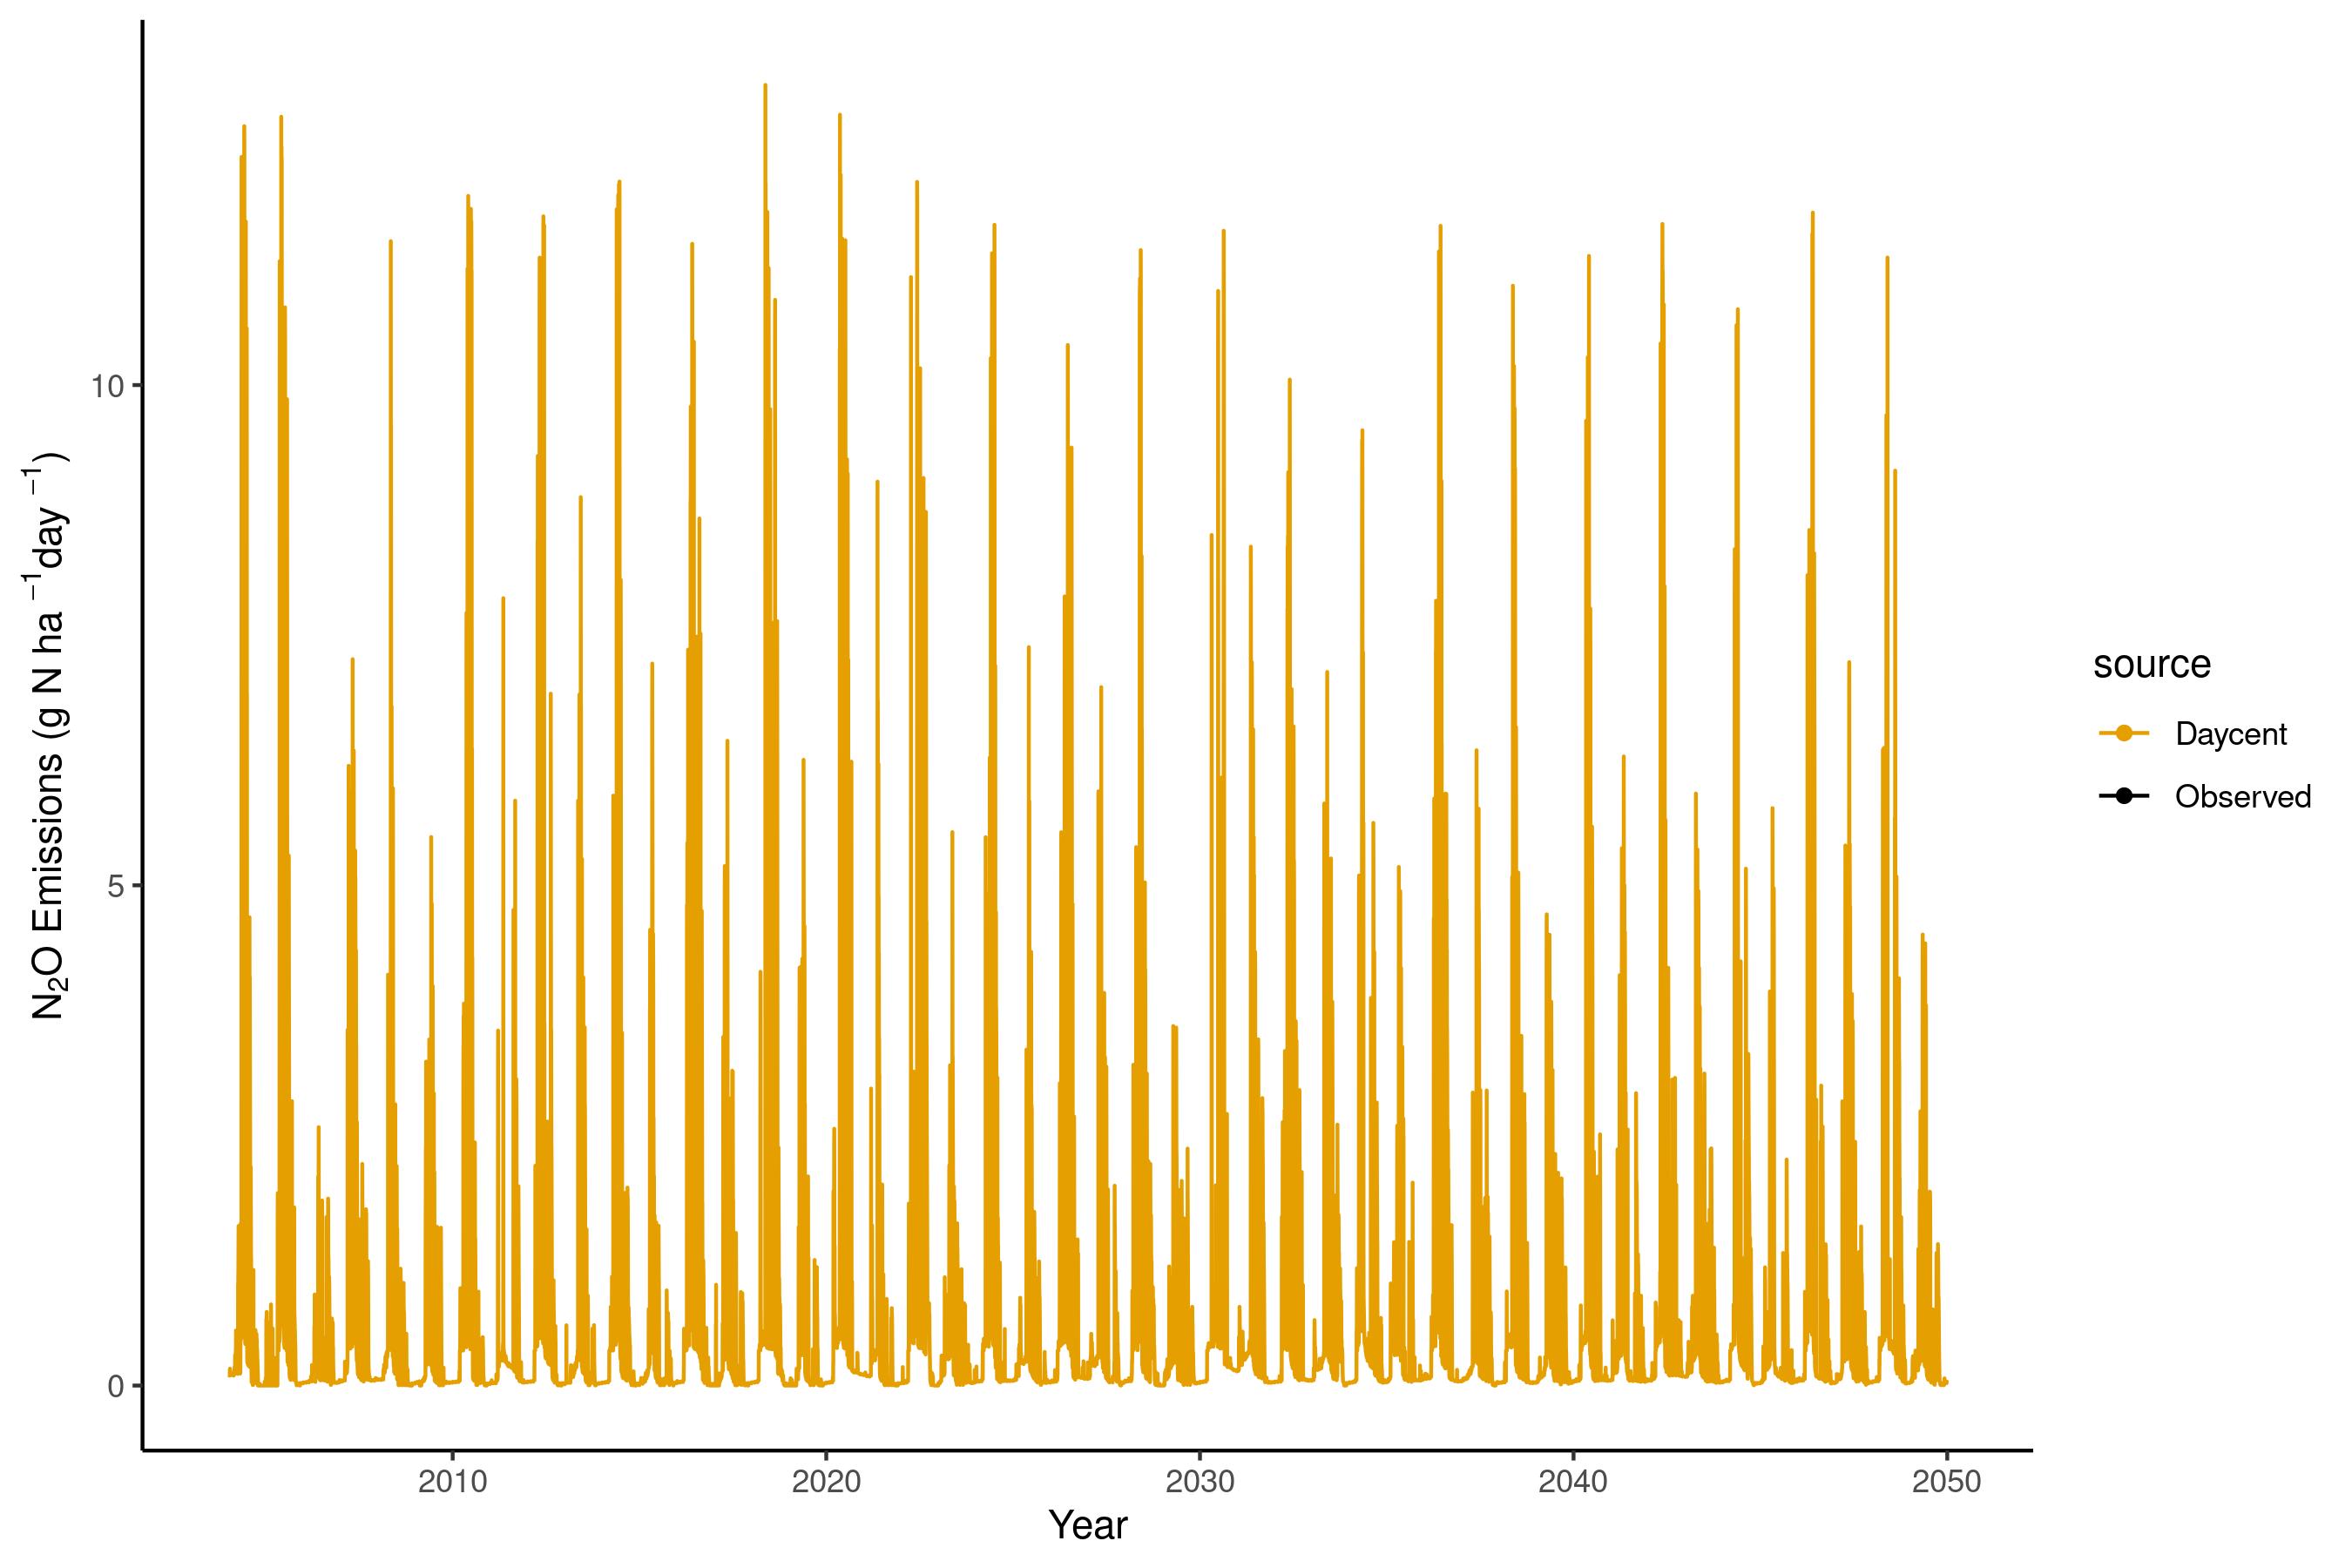 10
5
0
N₂O Emissions (g N ha ⁻¹day ⁻¹)
2010 2020 2030 2040 2050
Year
source
Daycent
Observed